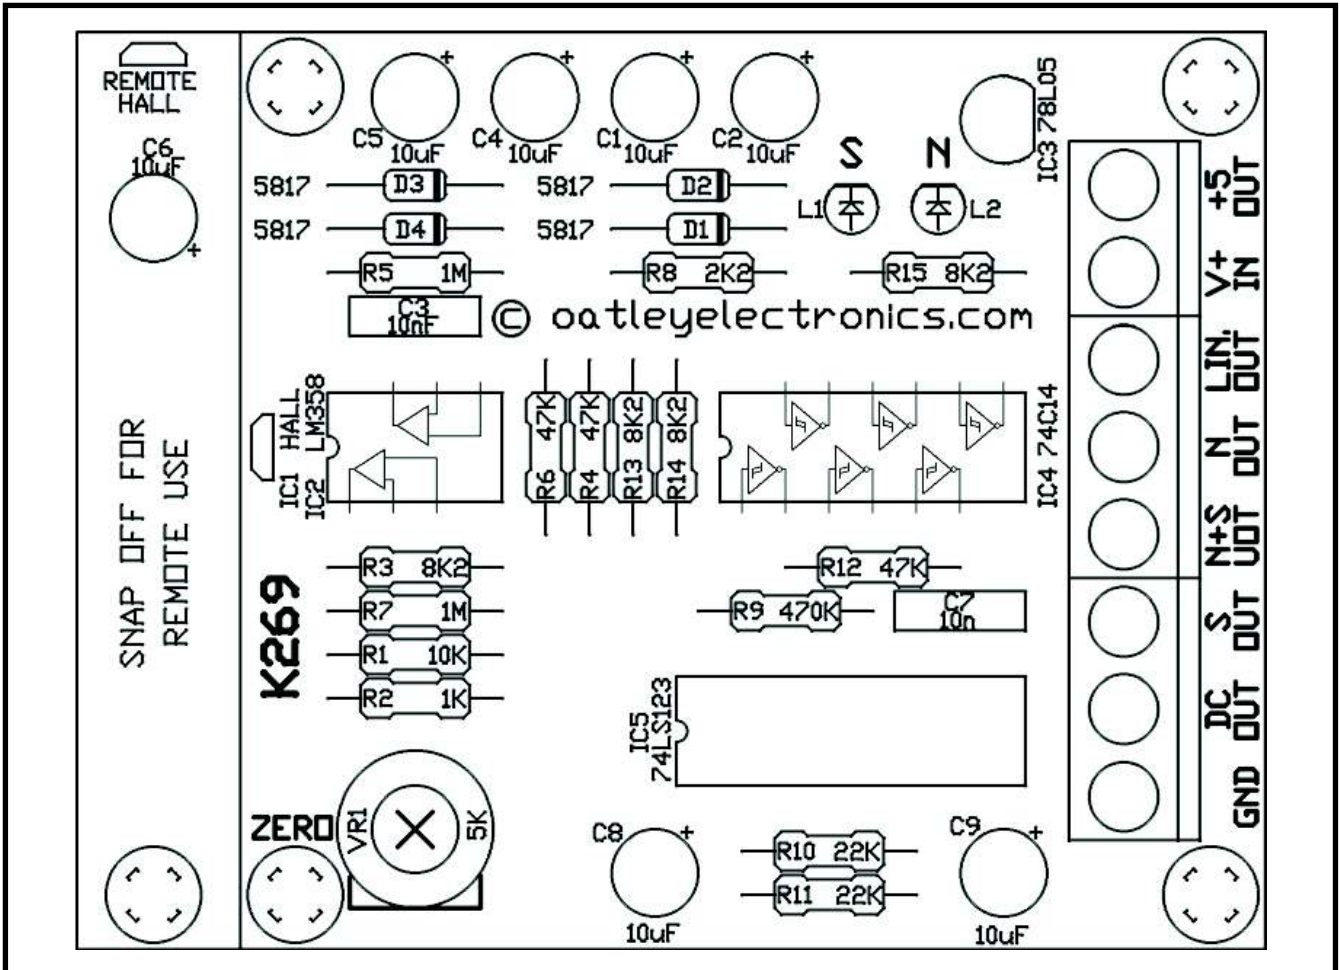 REMOTE
HALL
C6
10uF
C5
10uF
C4
10uF
C1
10uF
C2
10uF
S
N
L1
L2
IC3 78L05
5817
D3
5817
D2
5817
D4
5817
D1
R5 1M
R8 2K2
R15 8K2
C3
10nF
© oatleyelectronics.com
HALL
LM358
IC1
IC2
R6 47K
R4 47K
R13 8K2
R14 8K2
IC4 74C14
SNAP OFF FOR
REMOTE USE
K269
R3 8K2
R7 1M
R1 10K
R2 1K
R12 47K
R9 470K
C7
10n
IC5
74LS123
ZERO
VR1
5K
C8
10uF
R10 22K
R11 22K
C9
10uF
+5
OUT
V+
IN
LIN.
OUT
N
OUT
N+S
UOT
S
OUT
DC
OUT
GND